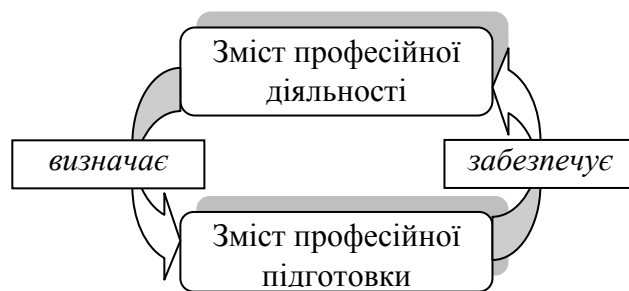 Зміст професійної
діяльності
визначає
забезпечує
Зміст професійної
підготовки